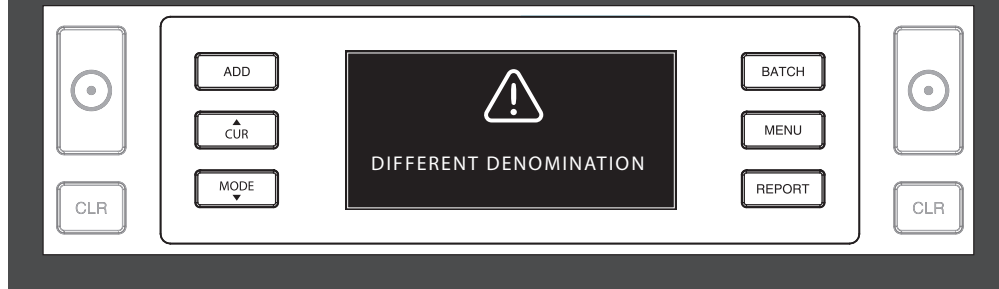 ADD
CUR
MODE
CLR
DIFFERENT DENOMINATION
BATCH
MENU
REPORT
CLR